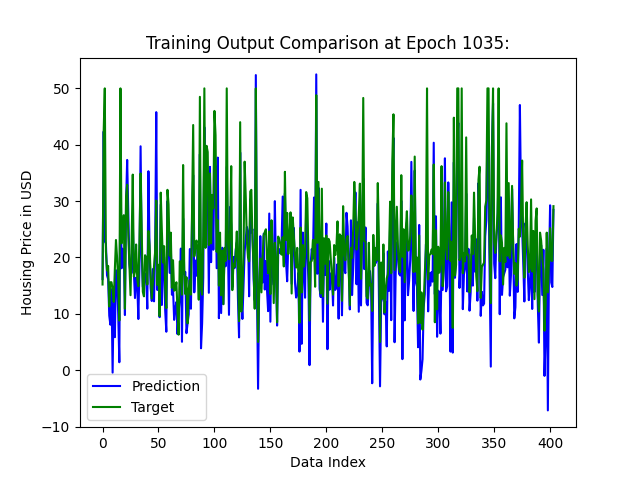 Training Output Comparison at Epoch 1035:
50
40
30
20
10
0
−10
Housing Price in USD
Prediction
Target
0 50 100 150 200 250 300 350 400
Data Index